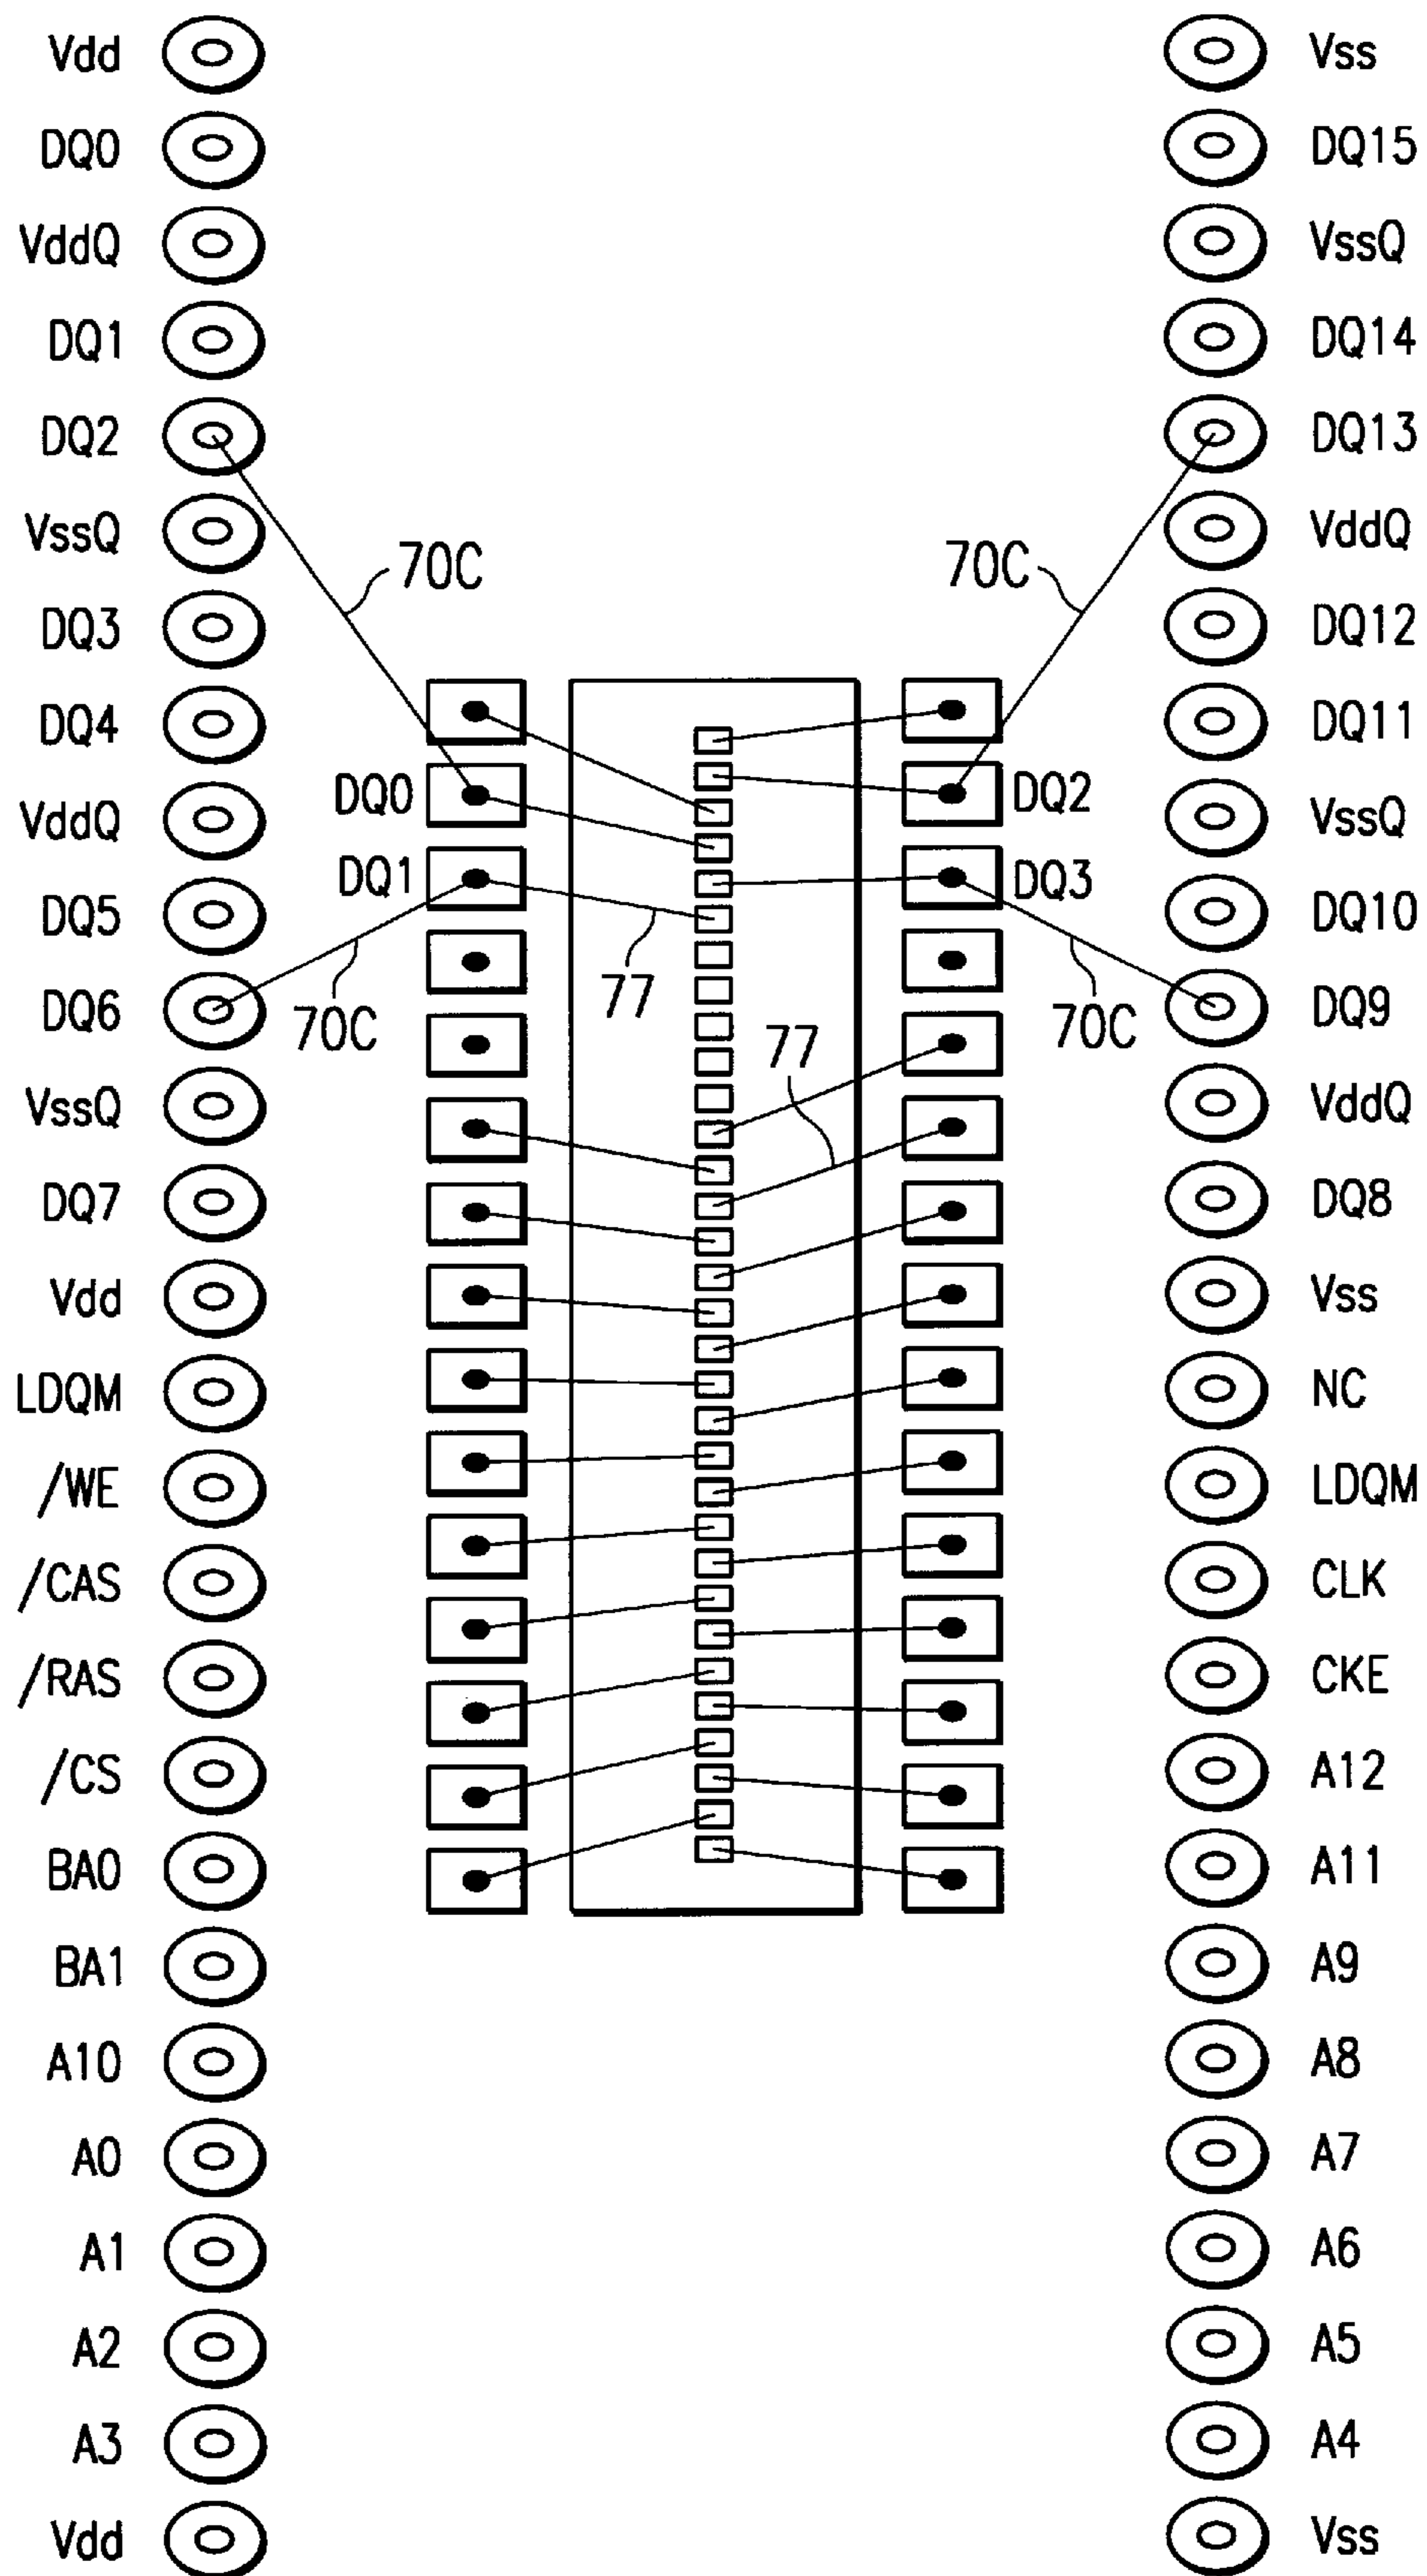 Vdd Vss
DQ0 DQ15
VddQ VssQ
DQ1 DQ14
DQ2 DQ13
VssQ 70C 70C VddQ
DQ3 DQ12
DQ4 DQ11
DQ0 DQ2
VddQ VssQ
DQ1 DQ3
DQ5 DQ10
77
DQ6 70C 70C DQ9
77
VssQ VddQ
DQ7 DQ8
Vdd Vss
LDQM NC
/WE LDQM
/CAS CLK
/RAS CKE
/CS A12
BA0 A11
BA1 A9
A10 A8
A0 A7
A1 A6
A2 A5
A3 A4
Vdd Vss